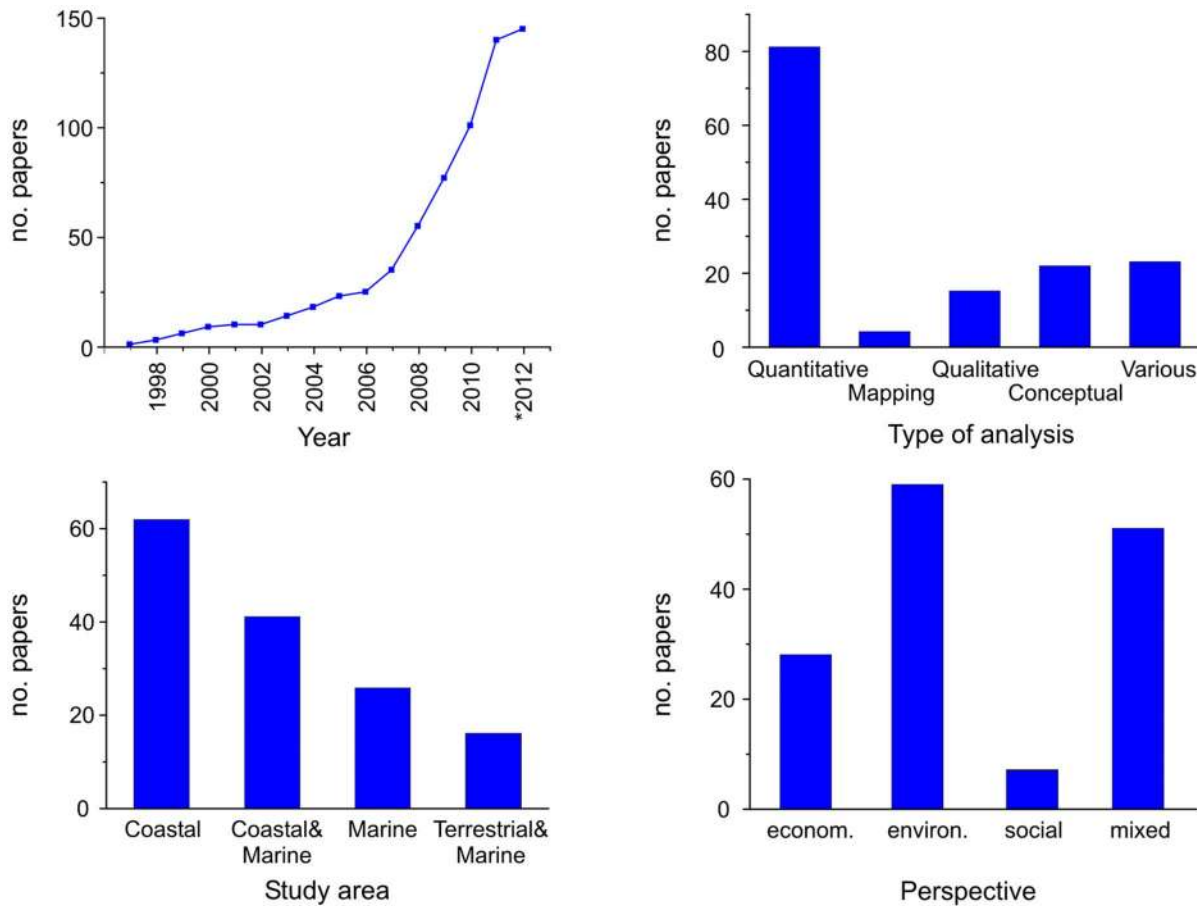 150
100
50
0
no. papers
1998
2000
2002
2004
2006
2008
2010
*2012
Year
80
60
40
20
0
no. papers
Quantitative
Mapping
Qualitative
Conceptual
Various
Type of analysis
60
40
20
0
no. papers
Coastal
Coastal&
Marine
Marine
Terrestrial&
Marine
Study area
60
40
20
0
no. papers
econom.
environ.
social
mixed
Perspective